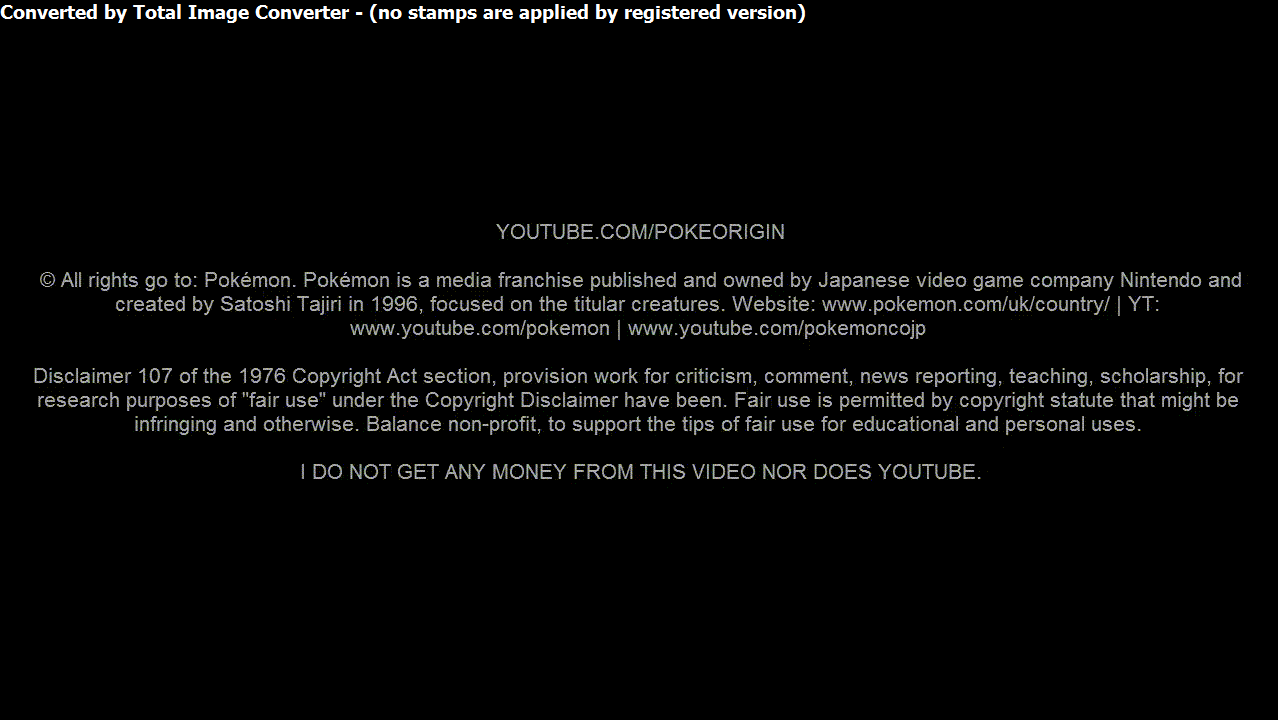 Converted by Total Image Converter - (no stamps are applied by registered version)
YOUTUBE.COM/POKEORIGIN
© All rights go to: Pokémon. Pokémon is a media franchise published and owned by Japanese video game company Nintendo and
created by Satoshi Tajiri in 1996, focused on the titular creatures. Website: www.pokemon.com/uk/country/ | YT:
www.youtube.com/pokemon | www.youtube.com/pokemoncojp
Disclaimer 107 of the 1976 Copyright Act section, provision work for criticism, comment, news reporting, teaching, scholarship, for
research purposes of "fair use" under the Copyright Disclaimer have been. Fair use is permitted by copyright statute that might be
infringing and otherwise. Balance non-profit, to support the tips of fair use for educational and personal uses.
I DO NOT GET ANY MONEY FROM THIS VIDEO NOR DOES YOUTUBE.